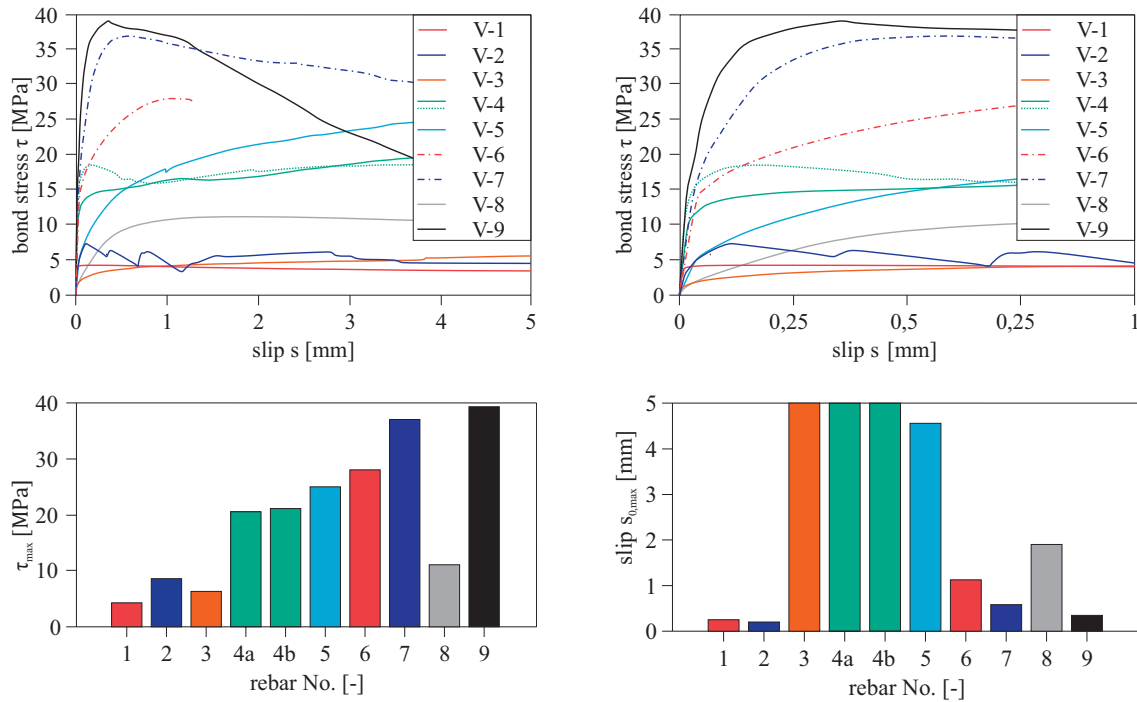 bond stress τ [MPa]
40
35
30
25
20
15
10
5
0
0 1 2 3 4 5
slip s [mm]
V-1
V-2
V-3
V-4
V-5
V-6
V-7
V-8
V-9
bond stress τ [MPa]
40
35
30
25
20
15
10
5
0
0 0,25 0,5 0,25 1
slip s [mm]
V-1
V-2
V-3
V-4
V-5
V-6
V-7
V-8
V-9
τmax [MPa]
40
30
20
10
0
1 2 3 4a 4b 5 6 7 8 9
rebar No. [-]
slip s0,max [mm]
5
4
3
2
1
0
1 2 3 4a 4b 5 6 7 8 9
rebar No. [-]